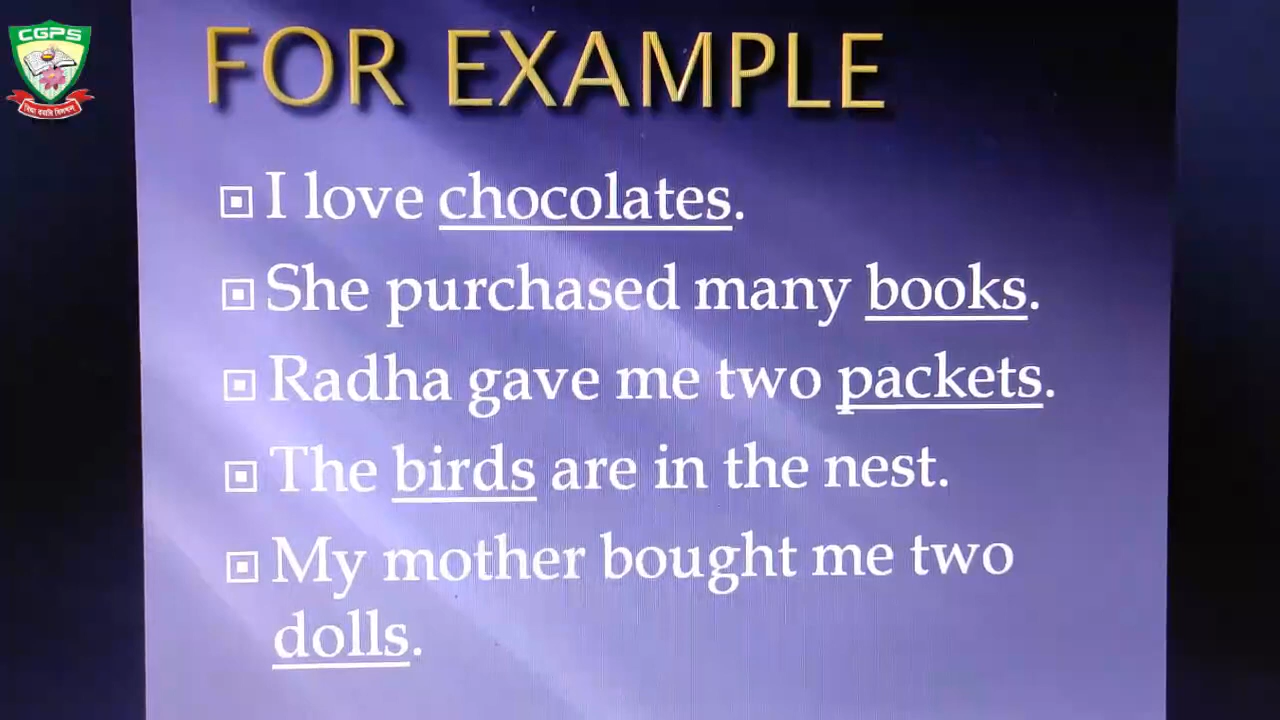 CGPS
FOR EXAMPLE
I love chocolates.
She purchased many books.
Radha gave me two packets.
The birds are in the nest.
My mother bought me two
dolls.